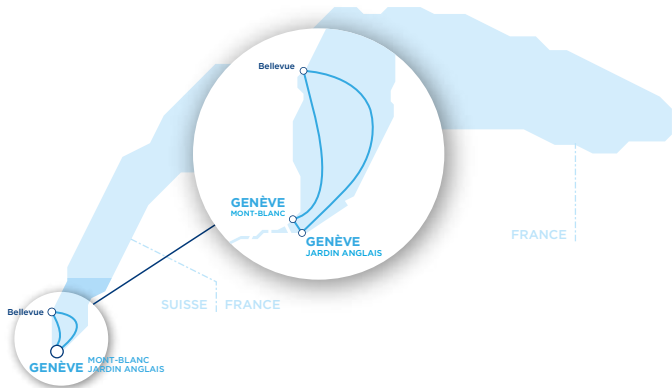 Bellevue
GENÈVE
MONT-BLANC
GENÈVE
JARDIN ANGLAIS
FRANCE
SUISSE FRANCE
Bellevue
GENÈVE MONT-BLANC
JARDIN ANGLAIS